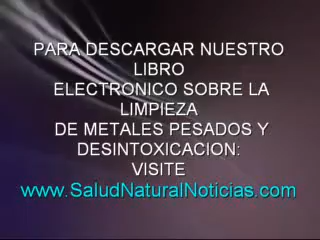 PARA DESCARGAR NUESTRO
LIBRO
ELECTRONICO SOBRE LA
LIMPIEZA
DE METALES PESADOS Y
DESINTOXICACION:
VISITE
www.SaludNaturalNoticias.com